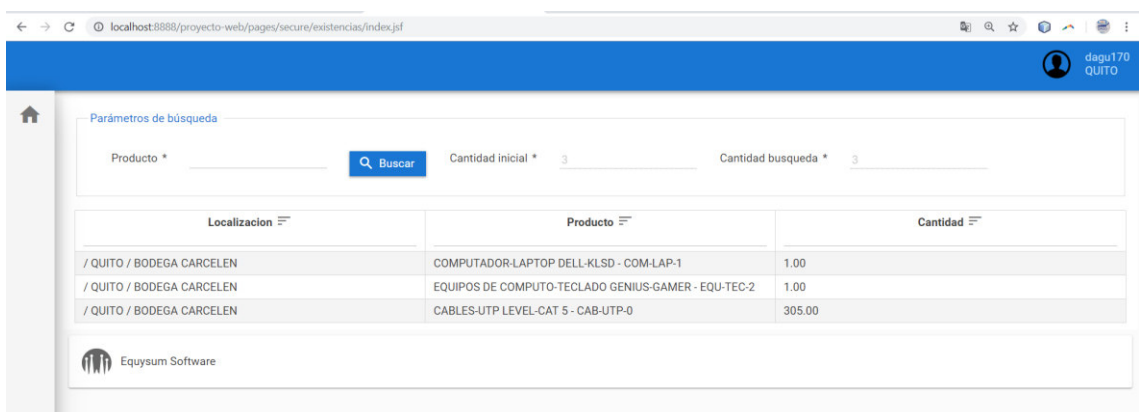 localhost:8888/proyecto-web/pages/secure/existencias/index.jsf
dagu170
QUITO
Parámetros de búsqueda
Producto * Buscar Cantidad inicial * 3 Cantidad busqueda * 3
Localizacion Producto Cantidad
/ QUITO / BODEGA CARCELEN COMPUTADOR-LAPTOP DELL-KLSD - COM-LAP-1 1.00
/ QUITO / BODEGA CARCELEN EQUIPOS DE COMPUTO-TECLADO GENIUS-GAMER - EQU-TEC-2 1.00
/ QUITO / BODEGA CARCELEN CABLES-UTP LEVEL-CAT 5 - CAB-UTP-0 305.00
Equysum Software